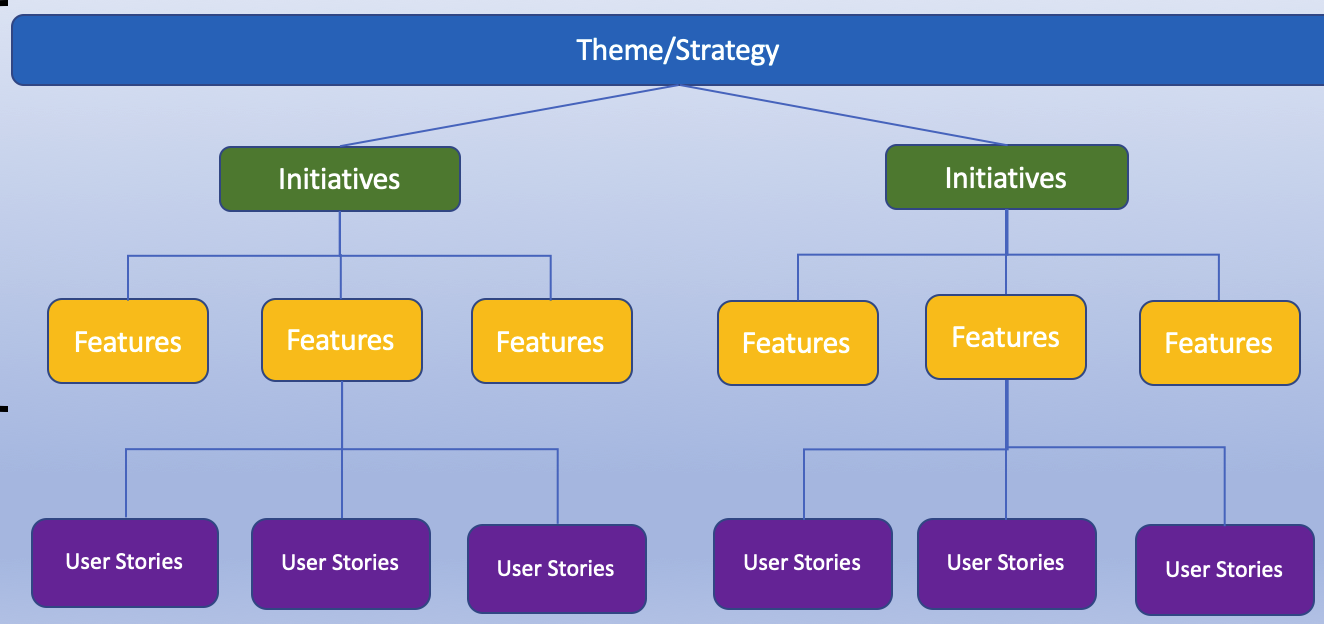 Theme/Strategy
Initiatives
Initiatives
Features
Features
Features
Features
Features
Features
User Stories
User Stories
User Stories
User Stories
User Stories
User Stories